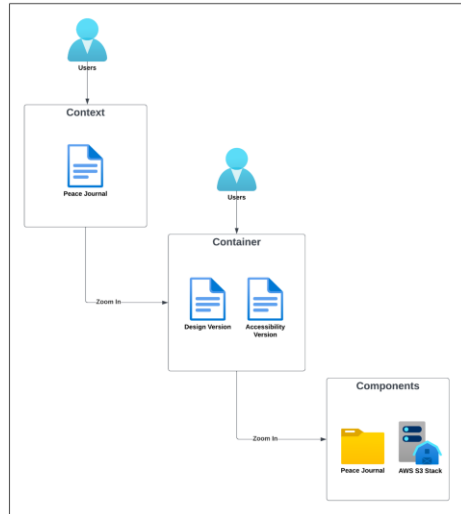 Users
Context
Peace Journal
Users
Container
Zoom In
Design Version
Accessibility
Version
Components
Zoom In
Peace Journal
AWS S3 Stack